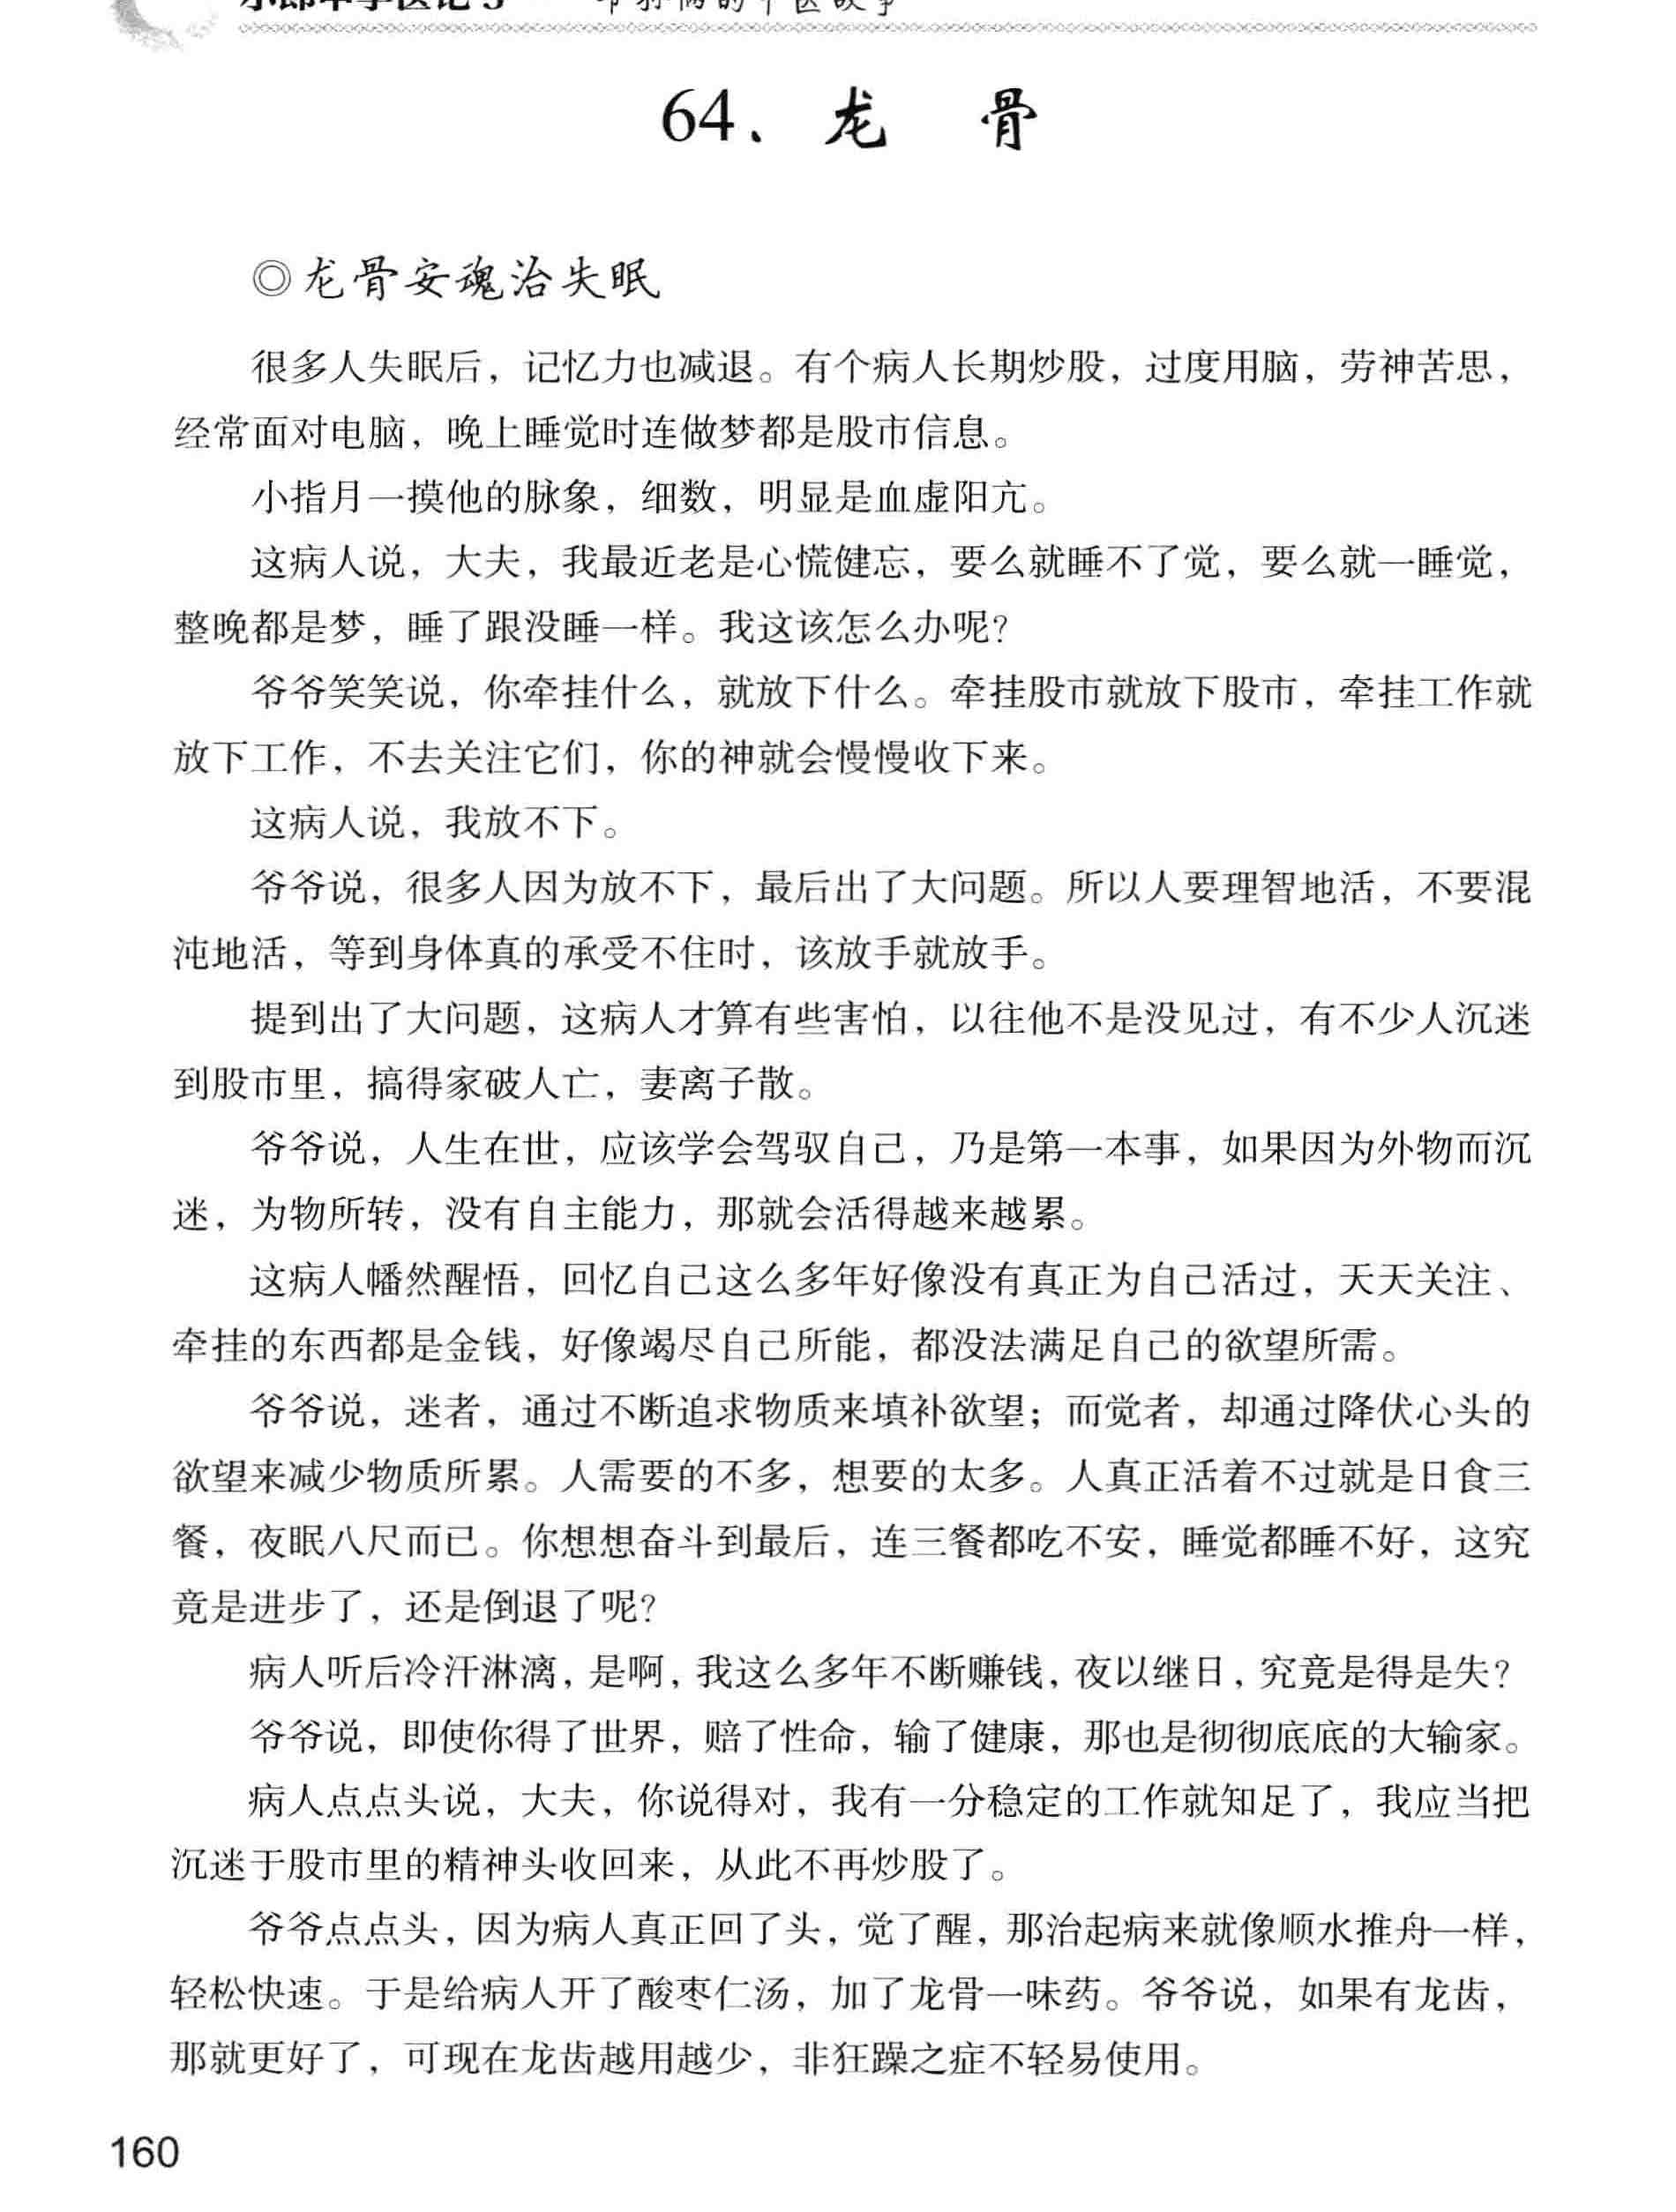 64、龙 骨
◎龙骨安魂治失眠
很多人失眠后，记忆力也减退。有个病人长期炒股，过度用脑，劳神苦思，
经常面对电脑，晚上睡觉时连做梦都是股市信息。
小指月一摸他的脉象，细数，明显是血虚阳亢。
这病人说，大夫，我最近老是心慌健忘，要么就睡不了觉，要么就一睡觉，
整晚都是梦，睡了跟没睡一样。我这该怎么办呢？
爷爷笑笑说，你牵挂什么，就放下什么。牵挂股市就放下股市，牵挂工作就
放下工作，不去关注它们，你的神就会慢慢收下来。
这病人说，我放不下。
爷爷说，很多人因为放不下，最后出了大问题。所以人要理智地活，不要混
沌地活，等到身体真的承受不住时，该放手就放手。
提到出了大问题，这病人才算有些害怕，以往他不是没见过，有不少人沉迷
到股市里，搞得家破人亡，妻离子散。
爷爷说，人生在世，应该学会驾驭自己，乃是第一本事，如果因为外物而沉
迷，为物所转，没有自主能力，那就会活得越来越累。
这病人幡然醒悟，回忆自己这么多年好像没有真正为自己活过，天天关注、
牵挂的东西都是金钱，好像竭尽自己所能，都没法满足自己的欲望所需。
爷爷说，迷者，通过不断追求物质来填补欲望；而觉者，却通过降伏心头的
欲望来减少物质所累。人需要的不多，想要的太多。人真正活着不过就是日食三
餐，夜眠八尺而已。你想想奋斗到最后，连三餐都吃不安，睡觉都睡不好，这究
竟是进步了，还是倒退了呢？
病人听后冷汗淋漓，是啊，我这么多年不断赚钱，夜以继日，究竟是得是失？
爷爷说，即使你得了世界，赔了性命，输了健康，那也是彻彻底底的大输家。
病人点点头说，大夫，你说得对，我有一分稳定的工作就知足了，我应当把
沉迷于股市里的精神头收回来，从此不再炒股了。
爷爷点点头，因为病人真正回了头，觉了醒，那治起病来就像顺水推舟一样，
轻松快速。于是给病人开了酸枣仁汤，加了龙骨一味药。爷爷说，如果有龙齿，
那就更好了，可现在龙齿越用越少，非狂躁之症不轻易使用。
160